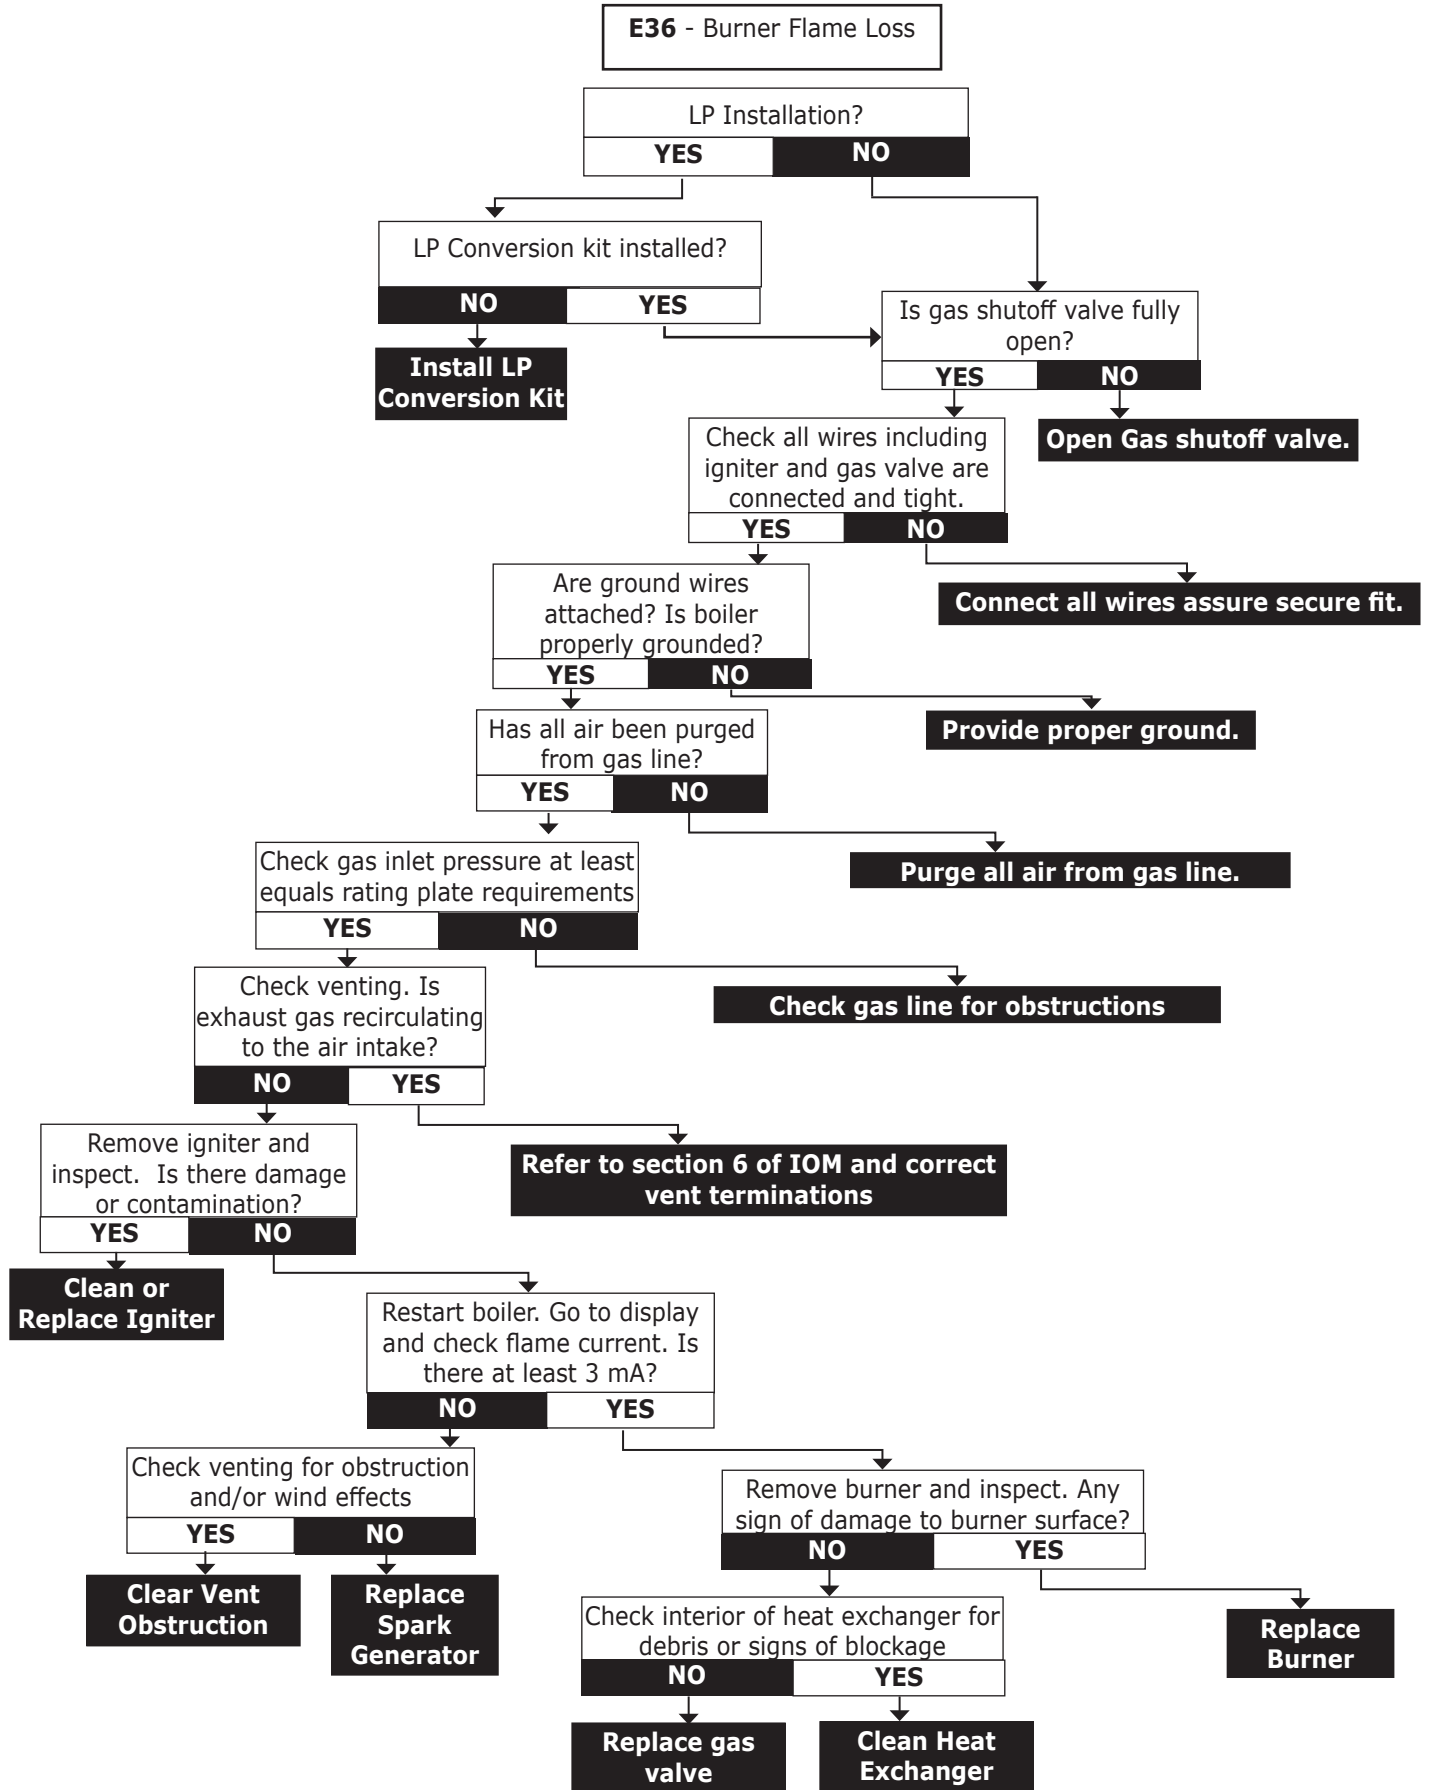 E36 - Burner Flame Loss
LP Installation?
YES
NO
LP Conversion kit installed?
NO
YES
Install LP
Conversion Kit
Is gas shutoff valve fully
open?
YES
NO
Open Gas shutoff valve.
Check all wires including
igniter and gas valve are
connected and tight.
YES
NO
Connect all wires assure secure fit.
Are ground wires
attached? Is boiler
properly grounded?
YES
NO
Provide proper ground.
Has all air been purged
from gas line?
YES
NO
Purge all air from gas line.
Check gas inlet pressure at least
equals rating plate requirements
YES
NO
Check gas line for obstructions
Check venting. Is
exhaust gas recirculating
to the air intake?
NO
YES
Refer to section 6 of IOM and correct
vent terminations
Remove igniter and
inspect. Is there damage
or contamination?
YES
NO
Clean or
Replace Igniter
Restart boiler. Go to display
and check flame current. Is
there at least 3 mA?
NO
YES
Check venting for obstruction
and/or wind effects
YES
NO
Clear Vent
Obstruction
Replace
Spark
Generator
Remove burner and inspect. Any
sign of damage to burner surface?
NO
YES
Replace
Burner
Check interior of heat exchanger for
debris or signs of blockage
NO
YES
Replace gas
valve
Clean Heat
Exchanger